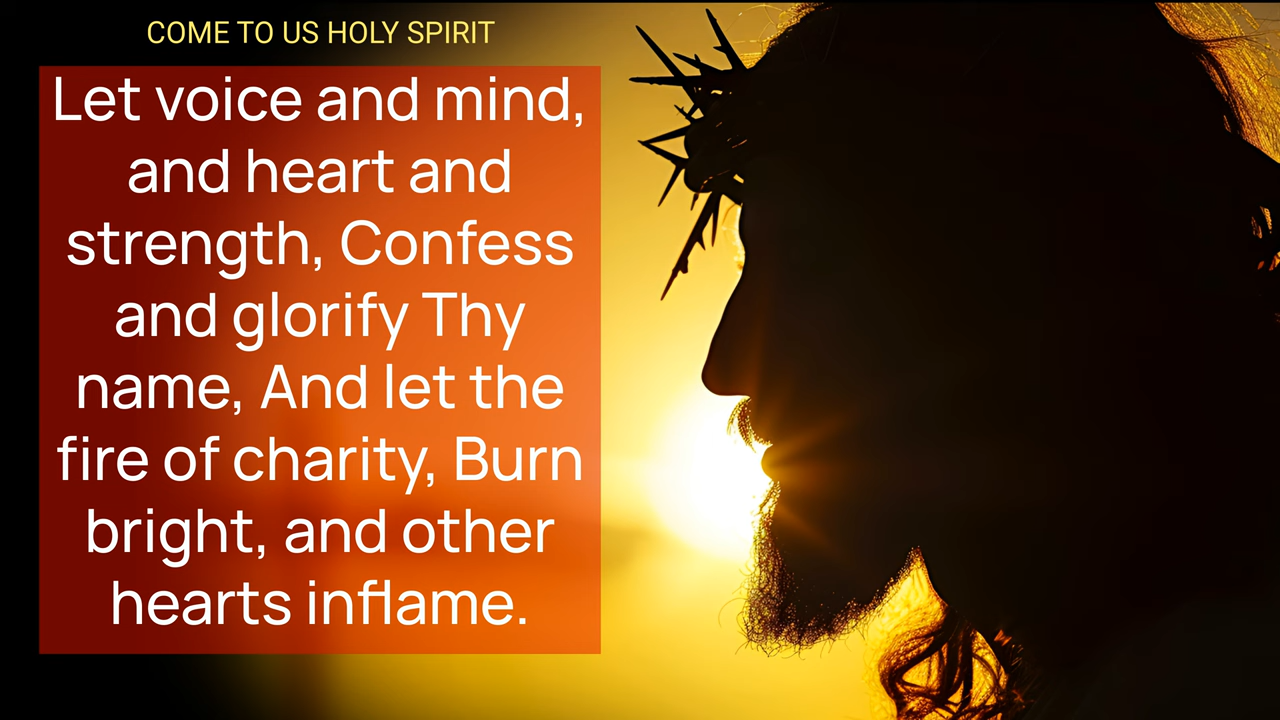 COME TO US HOLY SPIRIT
Let voice and mind,
and heart and
strength, Confess
and glorify Thy
name, And let the
fire of charity, Burn
bright, and other
hearts inflame.